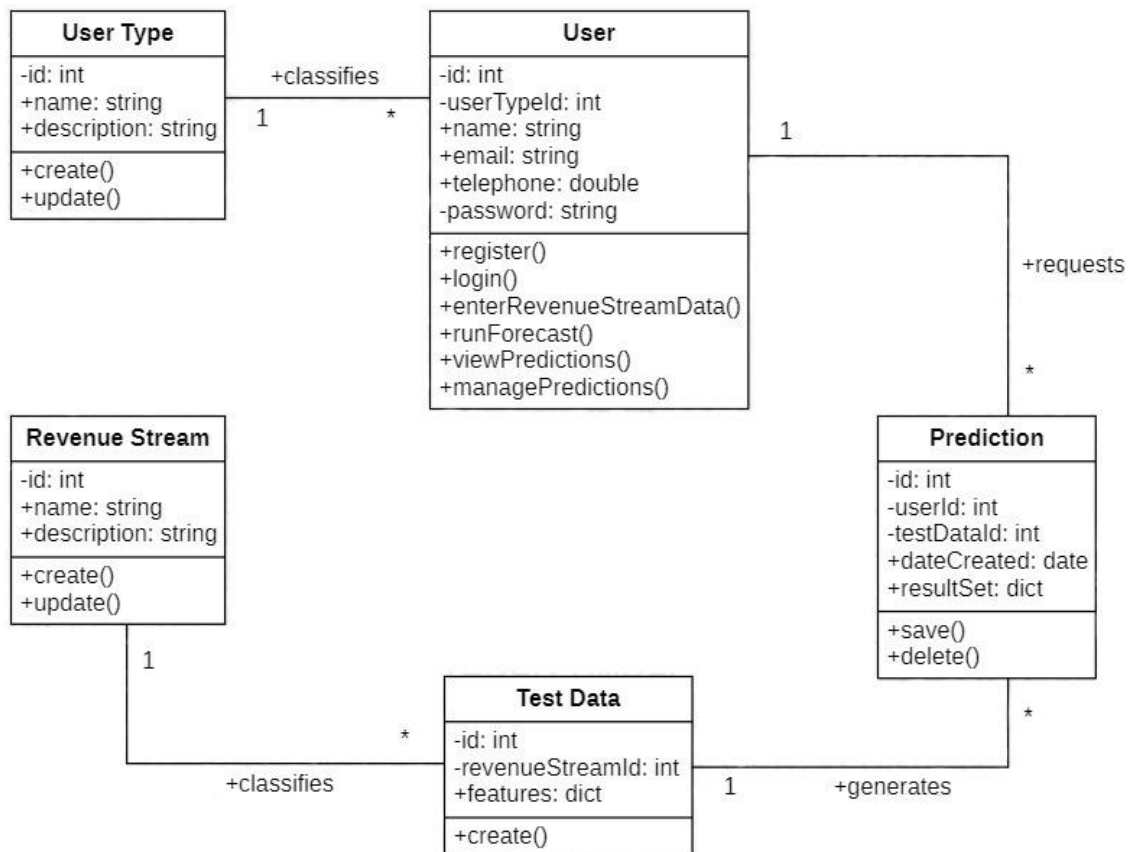 User Type
-id: int
+name: string
+description: string
+create()
+update()
+classifies
1
*
User
-id: int
-userTypeId: int
+name: string
+email: string
+telephone: double
-password: string
+register()
+login()
+enterRevenueStreamData()
+runForecast()
+viewPredictions()
+managePredictions()
1
+requests
*
Revenue Stream
-id: int
+name: string
+description: string
+create()
+update()
1
*
+classifies
Prediction
-id: int
-userId: int
-testDataId: int
+dateCreated: date
+resultSet: dict
+save()
+delete()
*
Test Data
-id: int
-revenueStreamId: int
+features: dict
+create()
1
+generates